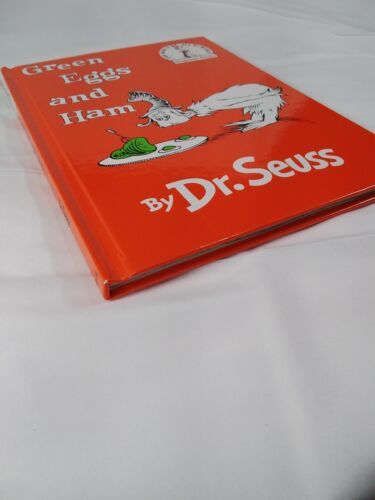 Green
Eggs
and
Ham
By Dr. Seuss